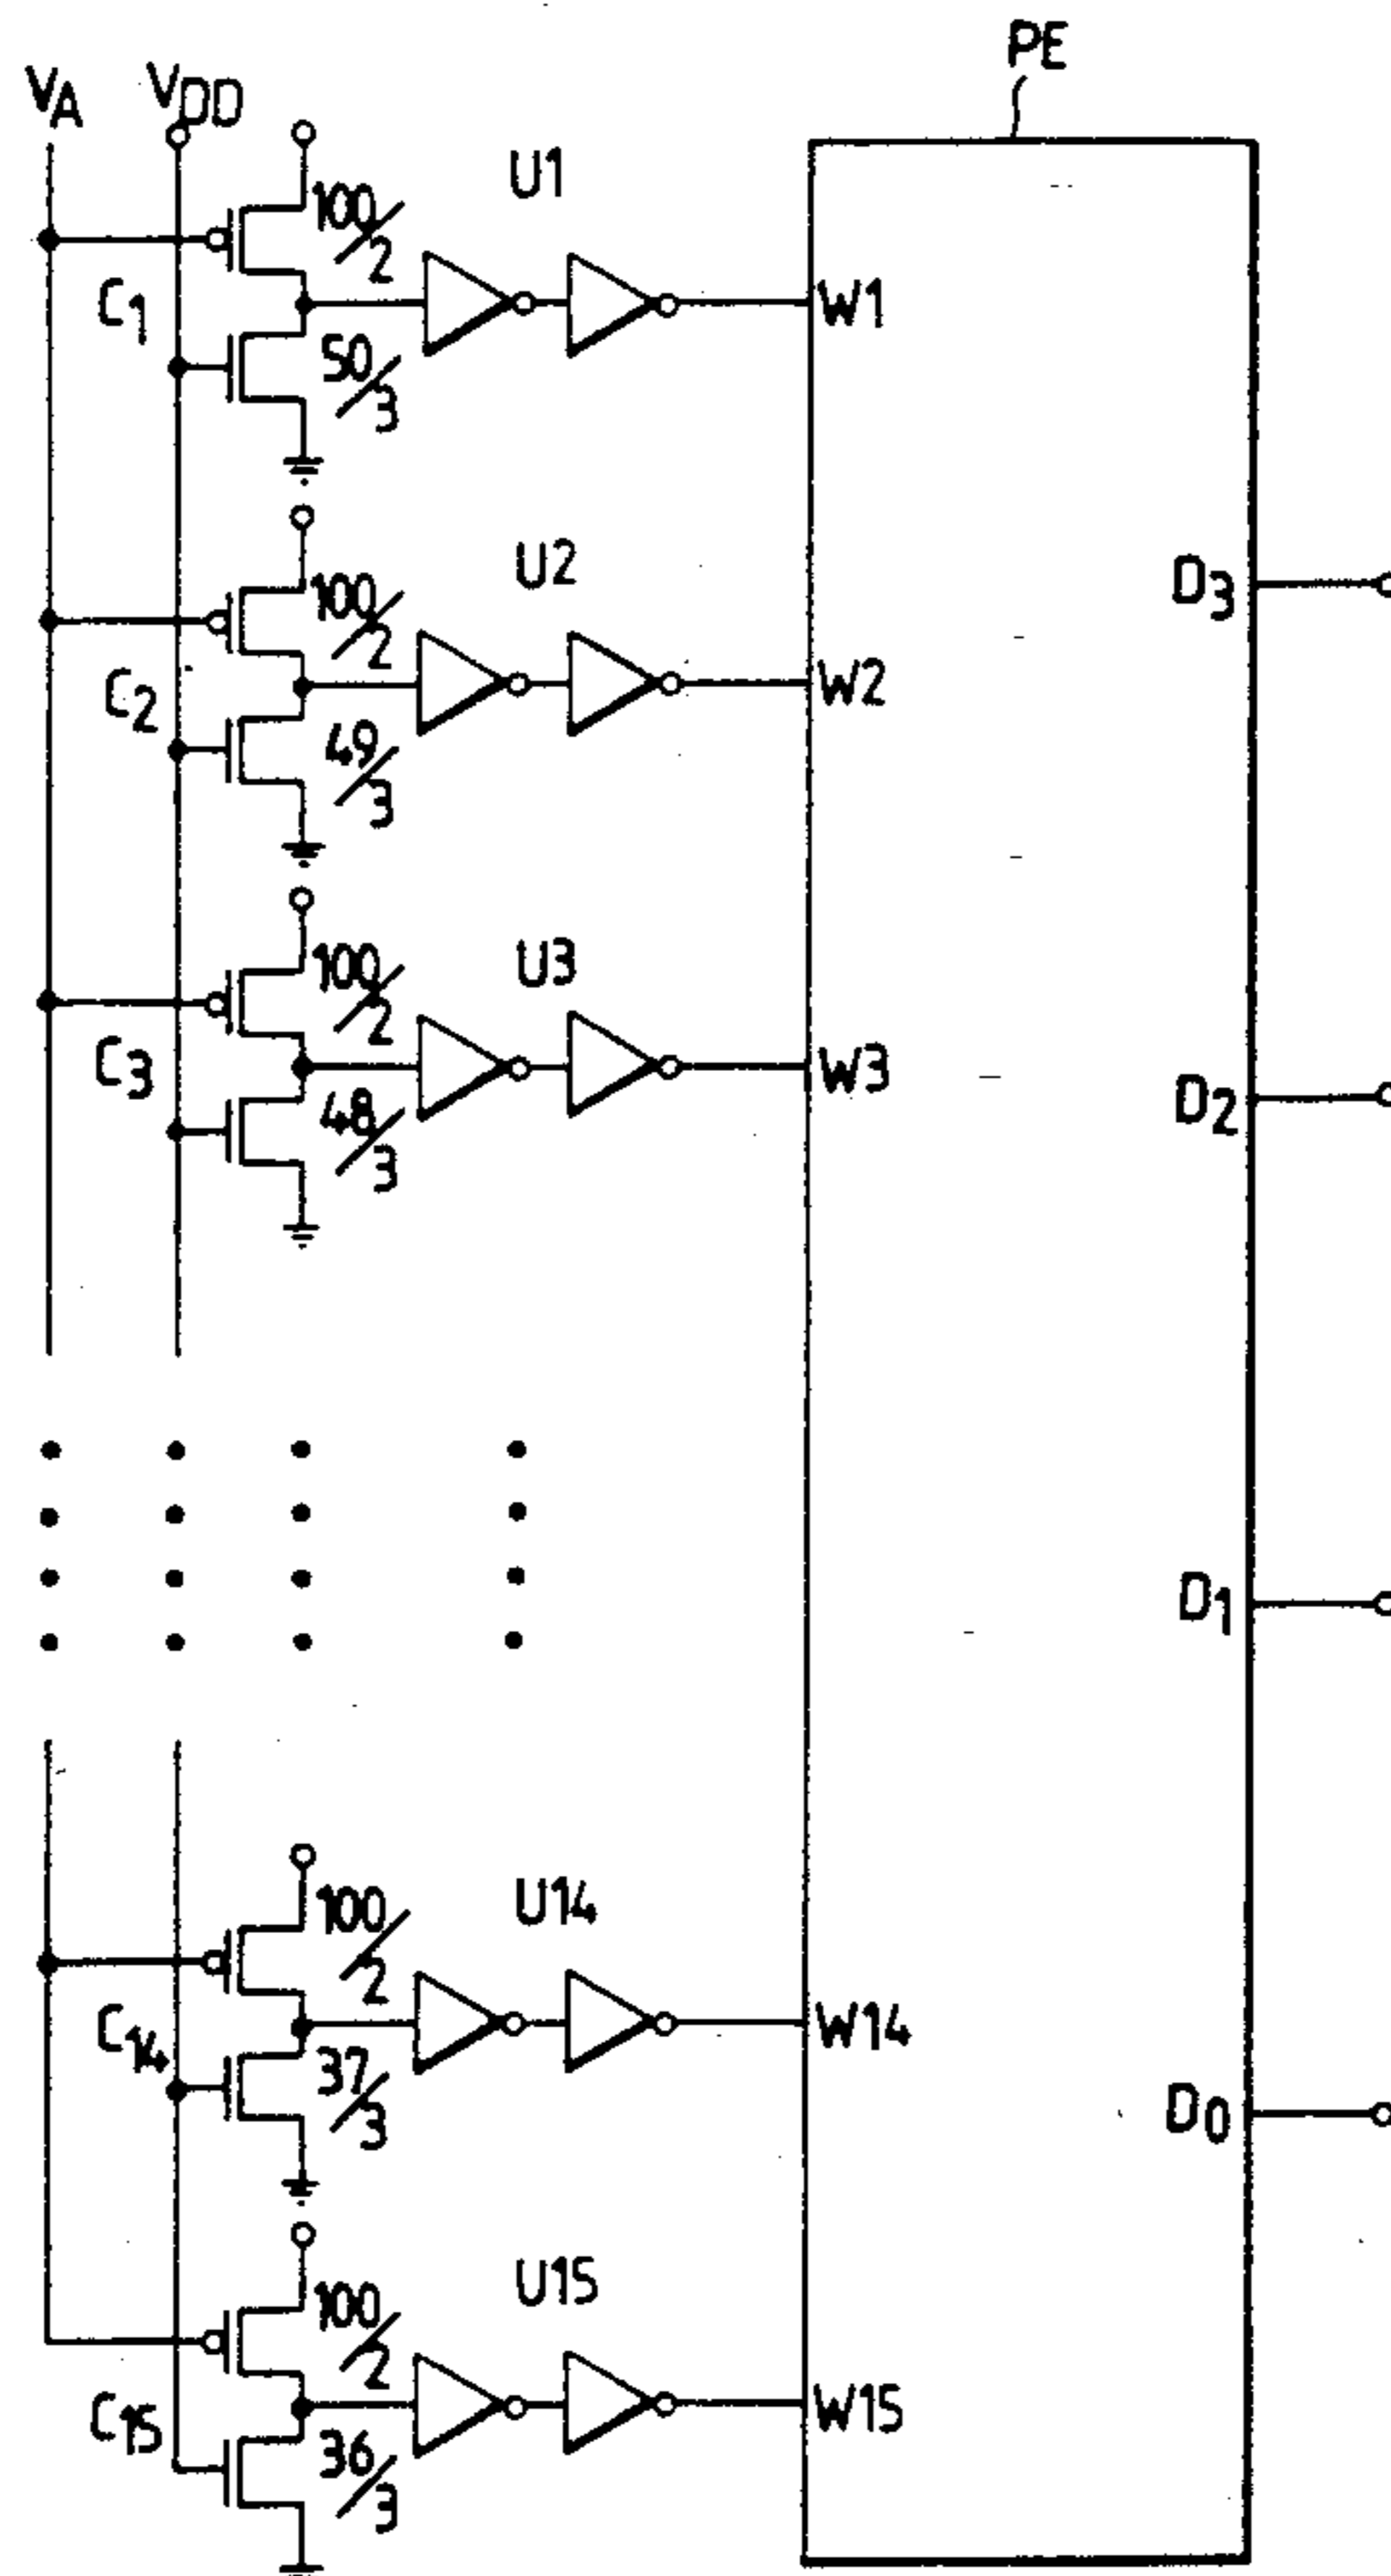 PE
VA VDD
U1
100/2
C1
W1
50/3
U2
100/2
D3
C2
W2
49/3
U3
100/2
C3
W3
D2
48/3
D1
U14
100/2
C14
W14
37/3
D0
U15
100/2
C15
W15
36/3